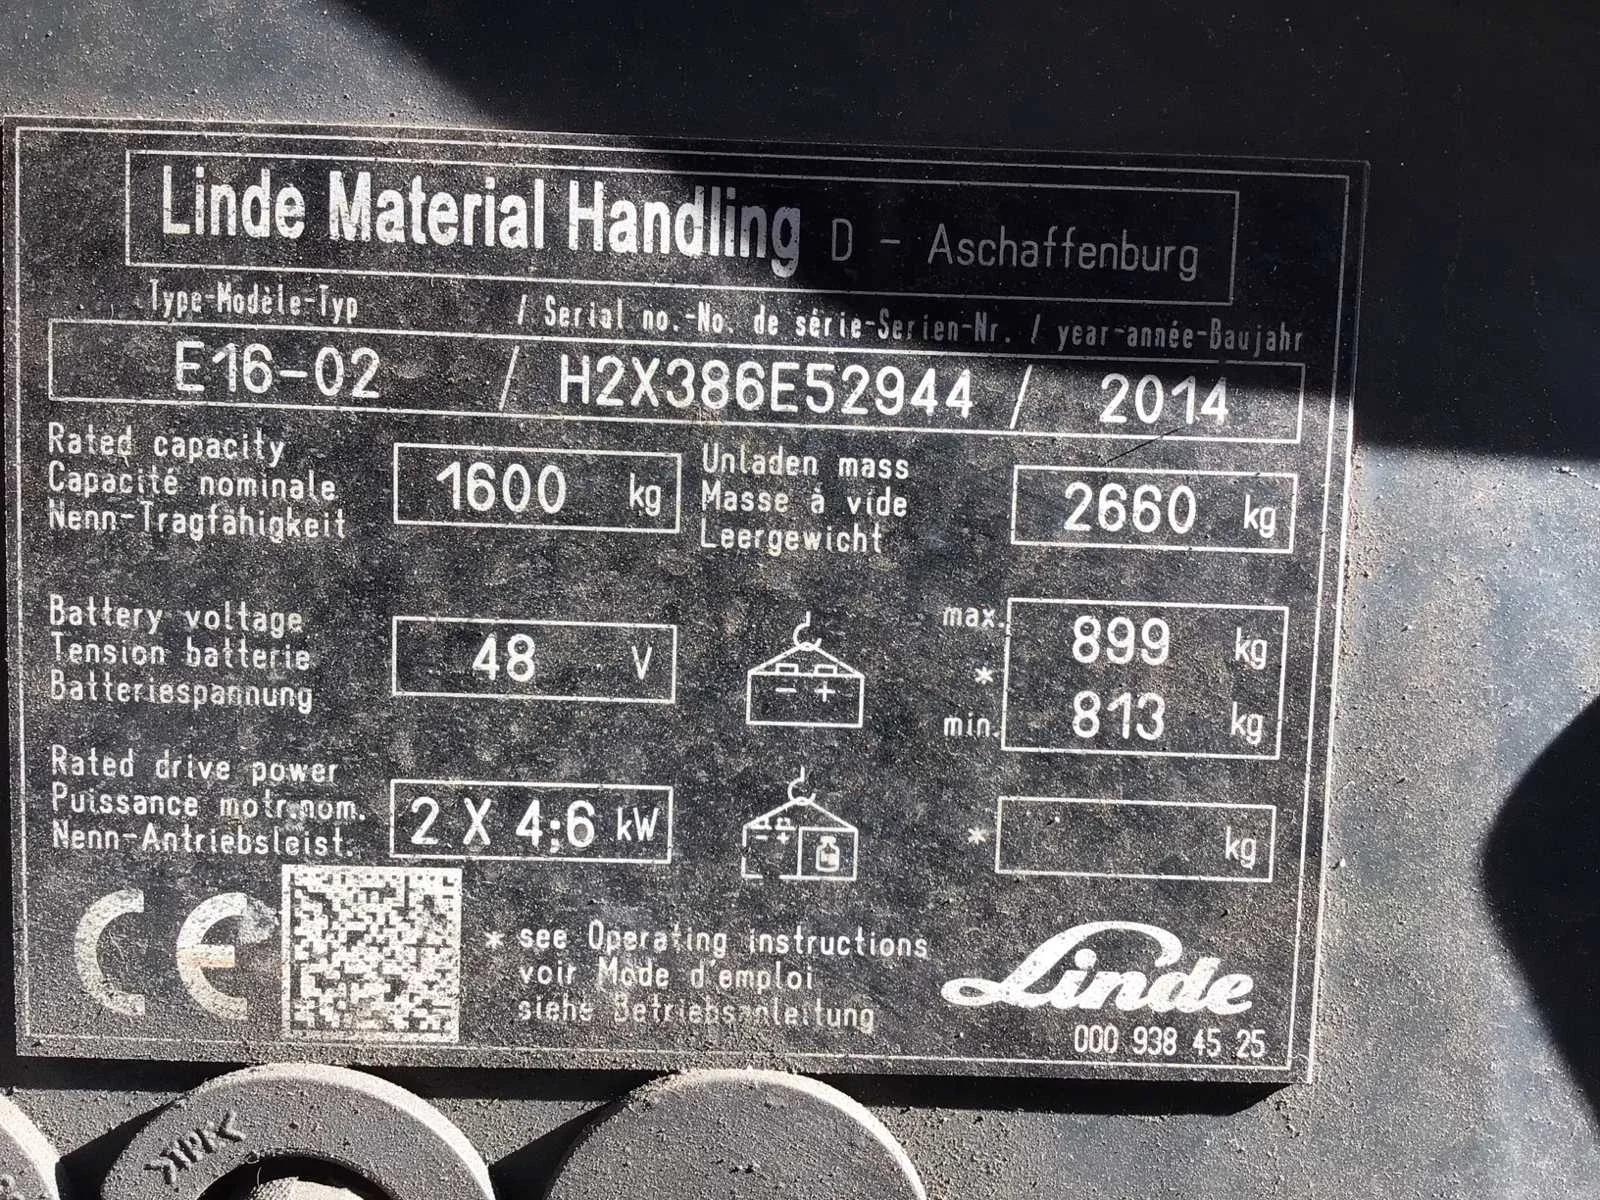 Linde Material Handling D - Aschaffenburg
Type-Modèle-Typ / Serial no.-No. de série-Serien-Nr. / year-année-Baujahr
E16-02 / H2X386E52944 / 2014
Rated capacity
Capacité nominale
Nenn-Tragfähigkeit
1600 kg
Unladen mass
Masse à vide
Leergewicht
2660 kg
Battery voltage
Tension batterie
Batteriespannung
48 V
- +
max. 899 kg
*
min. 813 kg
Rated drive power
Puissance motr.nom.
Nenn-Antriebsleist.
2 X 4;6 kW
- +
* kg
CE
* see Operating instructions
voir Mode d'emploi
siehe Betriebsanleitung
Linde
000 938 45 25